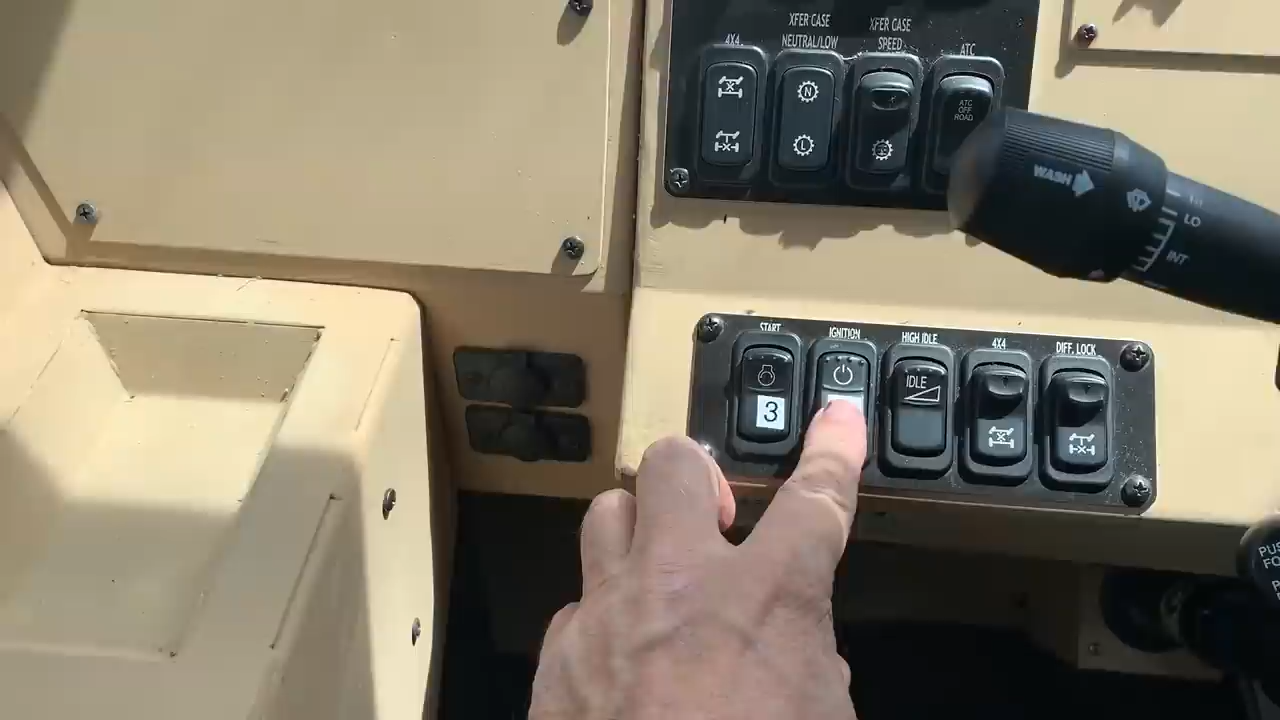 XFER CASE
NEUTRAL/LOW
XFER CASE
SPEED
4X4
ATC
N
L
ATC
OFF
ROAD
WASH
LO
INT
START
IGNITION
HIGH IDLE
4X4
DIFF. LOCK
IDLE
3